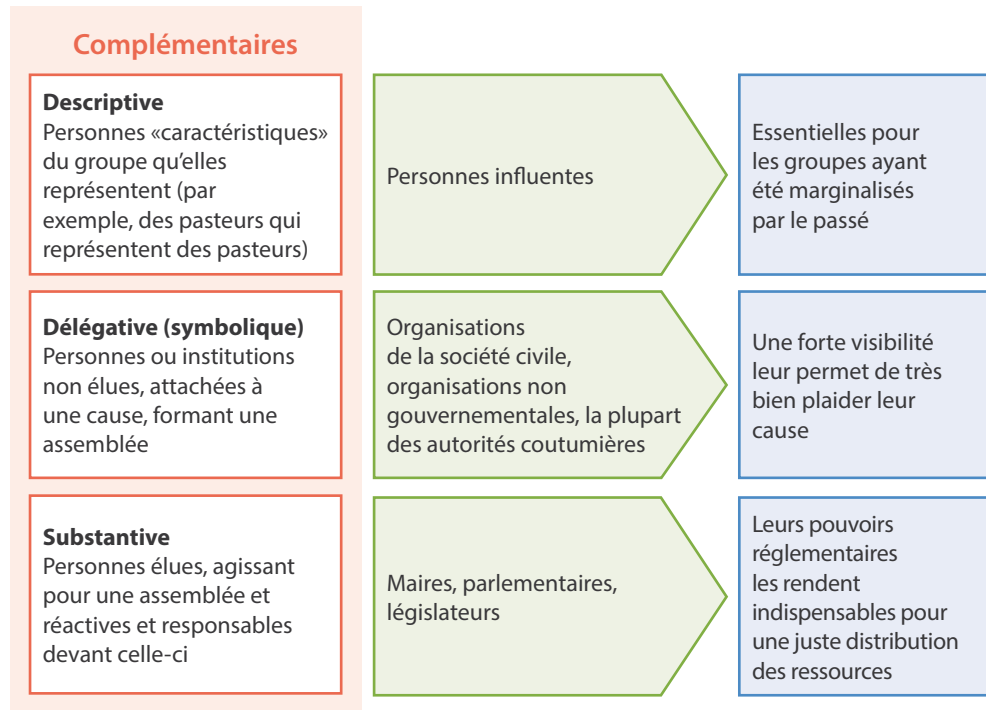 Complémentaires
Descriptive
Personnes «caractéristiques»
du groupe qu'elles
représentent (par
exemple, des pasteurs qui
représentent des pasteurs)
Personnes influentes
Essentielles pour
les groupes ayant
été marginalisés
par le passé
Délégative (symbolique)
Personnes ou institutions
non élues, attachées à
une cause, formant une
assemblée
Organisations
de la société civile,
organisations non
gouvernementales, la plupart
des autorités coutumières
Une forte visibilité
leur permet de très
bien plaider leur
cause
Substantive
Personnes élues, agissant
pour une assemblée et
réactives et responsables
devant celle-ci
Maires, parlementaires,
législateurs
Leurs pouvoirs
réglementaires
les rendent
indispensables pour
une juste distribution
des ressources